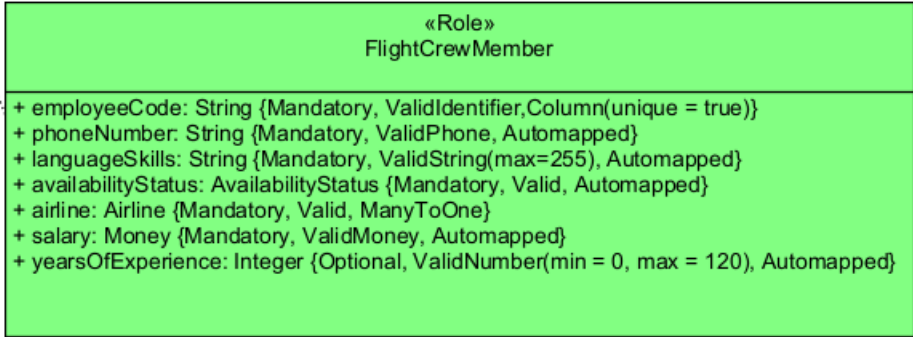 «Role»
FlightCrewMember
+ employeeCode: String {Mandatory, ValidIdentifier,Column(unique = true)}
+ phoneNumber: String {Mandatory, ValidPhone, Automapped}
+ languageSkills: String {Mandatory, ValidString(max=255), Automapped}
+ availabilityStatus: AvailabilityStatus {Mandatory, Valid, Automapped}
+ airline: Airline {Mandatory, Valid, ManyToOne}
+ salary: Money {Mandatory, ValidMoney, Automapped}
+ yearsOfExperience: Integer {Optional, ValidNumber(min = 0, max = 120), Automapped}